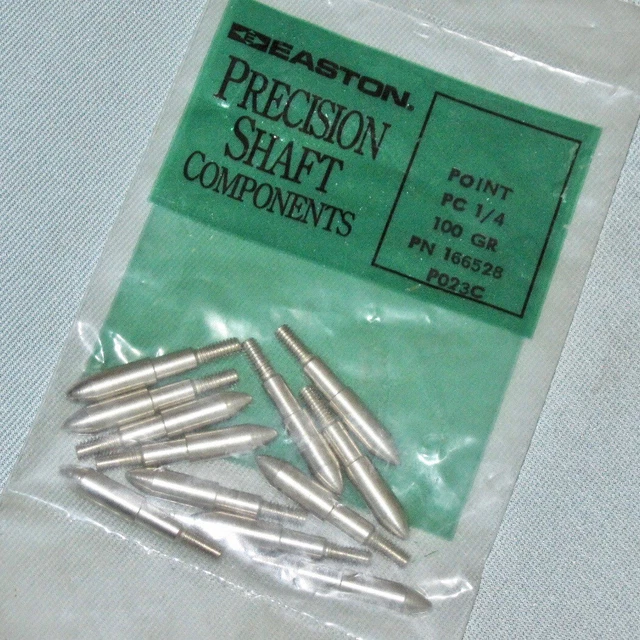 EASTON
PRECISION
SHAFT
COMPONENTS
POINT
PC 1/4
100 GR
PN 166528
P023C